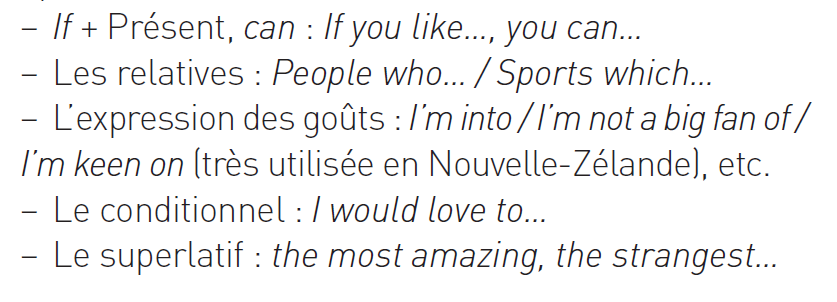 – If + Présent, can : If you like…, you can…
– Les relatives : People who… / Sports which…
– L’expression des goûts : I’m into / I’m not a big fan of /
I’m keen on (très utilisée en Nouvelle-Zélande), etc.
– Le conditionnel : I would love to…
– Le superlatif : the most amazing, the strangest…